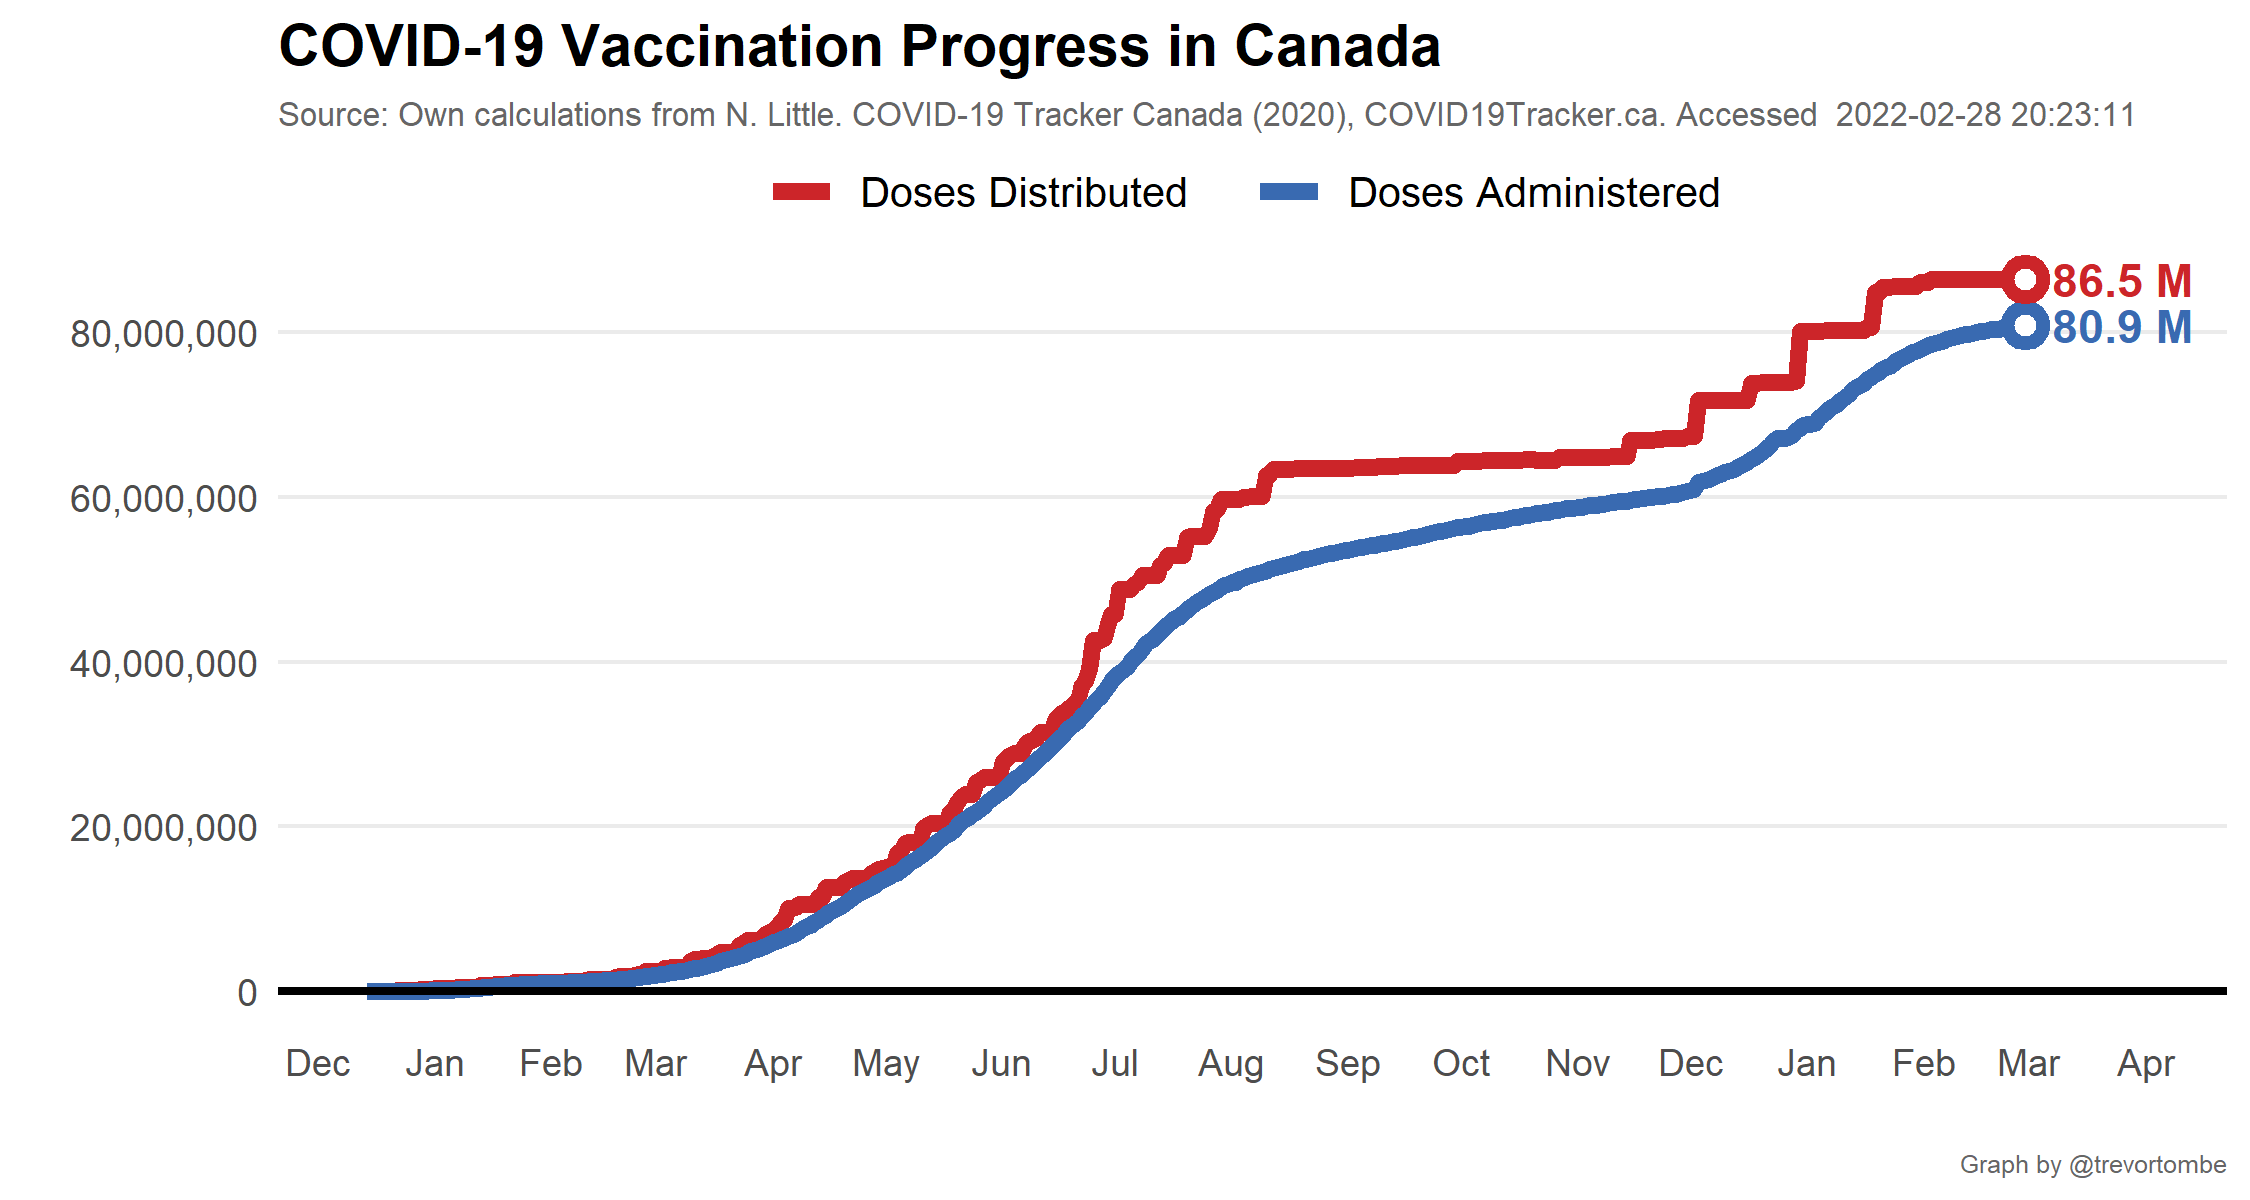 COVID-19 Vaccination Progress in Canada
Source: Own calculations from N. Little. COVID-19 Tracker Canada (2020), COVID19Tracker.ca. Accessed  2022-02-28 20:23:11
Doses Distributed Doses Administered
86.5 M
80.9 M
80,000,000
60,000,000
40,000,000
20,000,000
0
Dec Jan Feb Mar Apr May Jun Jul Aug Sep Oct Nov Dec Jan Feb Mar Apr
Graph by @trevortombe